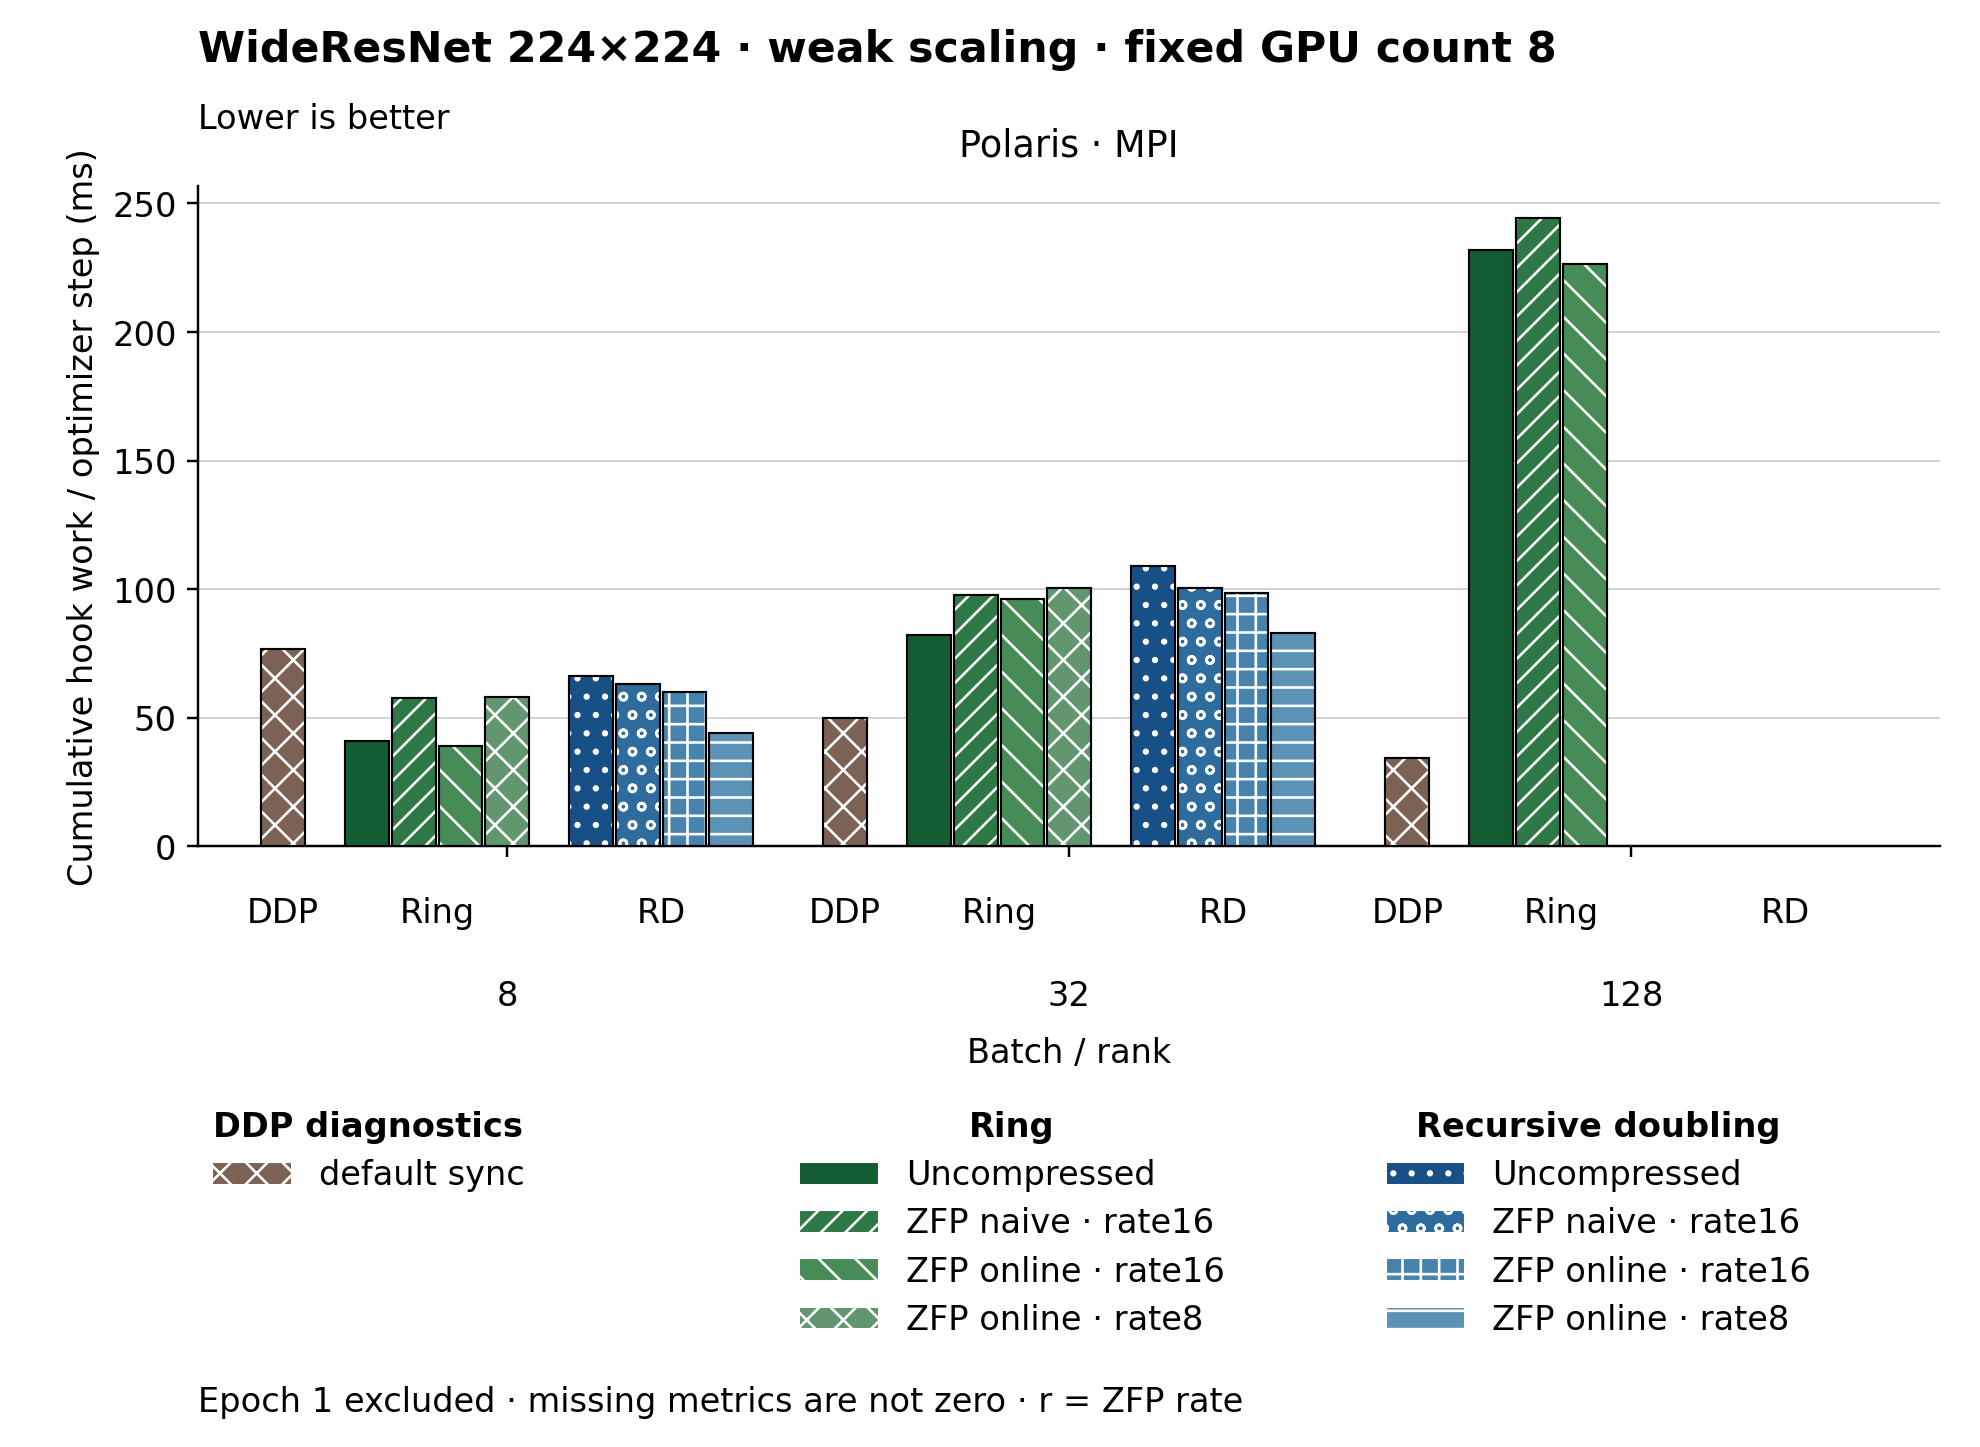 WideResNet 224×224 · weak scaling · fixed GPU count 8
Lower is better
Polaris · MPI
Cumulative hook work / optimizer step (ms)
250
200
150
100
50
0
DDP Ring RD DDP Ring RD DDP Ring RD
8 32 128
Batch / rank
DDP diagnostics
default sync
Ring
Uncompressed
ZFP naive · rate16
ZFP online · rate16
ZFP online · rate8
Recursive doubling
Uncompressed
ZFP naive · rate16
ZFP online · rate16
ZFP online · rate8
Epoch 1 excluded · missing metrics are not zero · r = ZFP rate